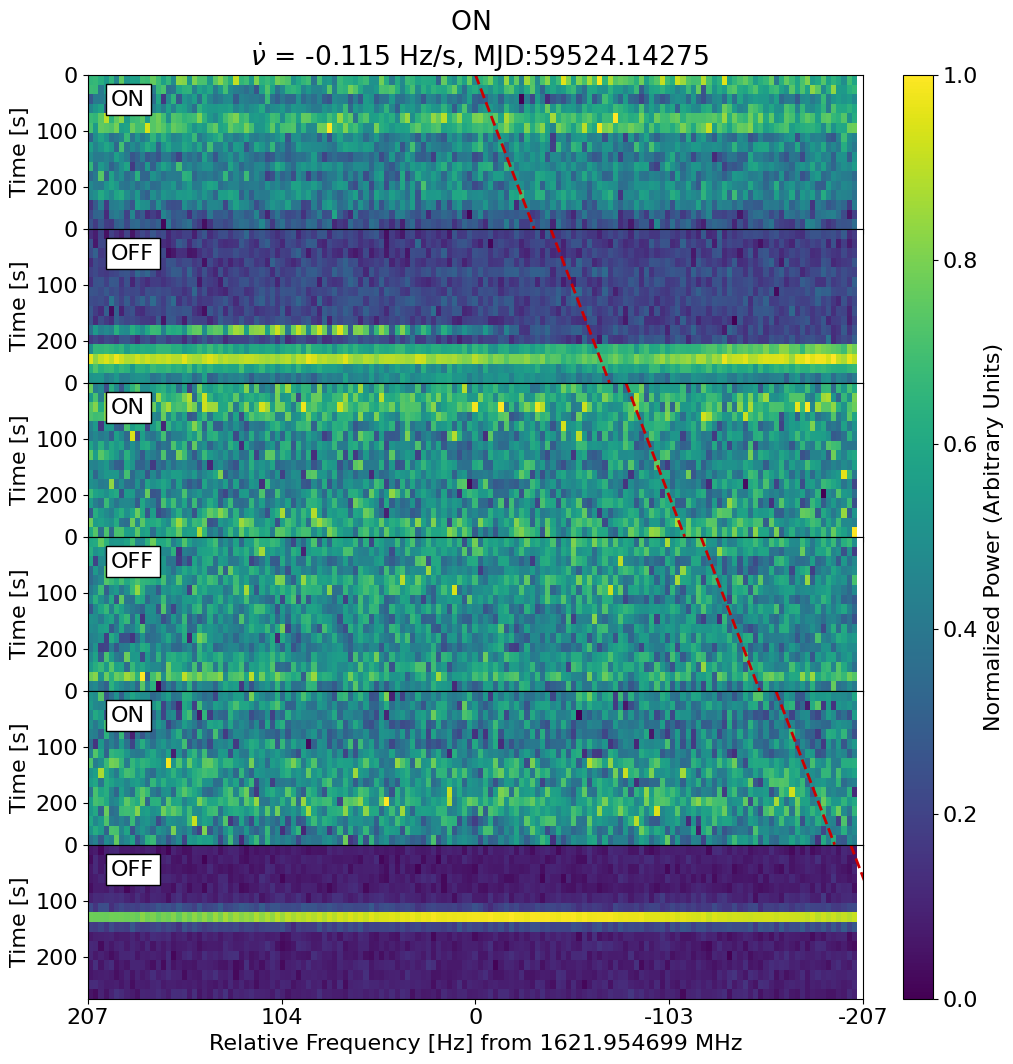 ON
ν̇ = -0.115 Hz/s, MJD:59524.14275
0
ON
100
200
Time [s]
0
OFF
100
200
Time [s]
0
ON
100
200
Time [s]
0
OFF
100
200
Time [s]
0
ON
100
200
Time [s]
0
OFF
100
200
Time [s]
207 104 0 -103 -207
Relative Frequency [Hz] from 1621.954699 MHz
1.0
0.8
0.6
0.4
0.2
0.0
Normalized Power (Arbitrary Units)